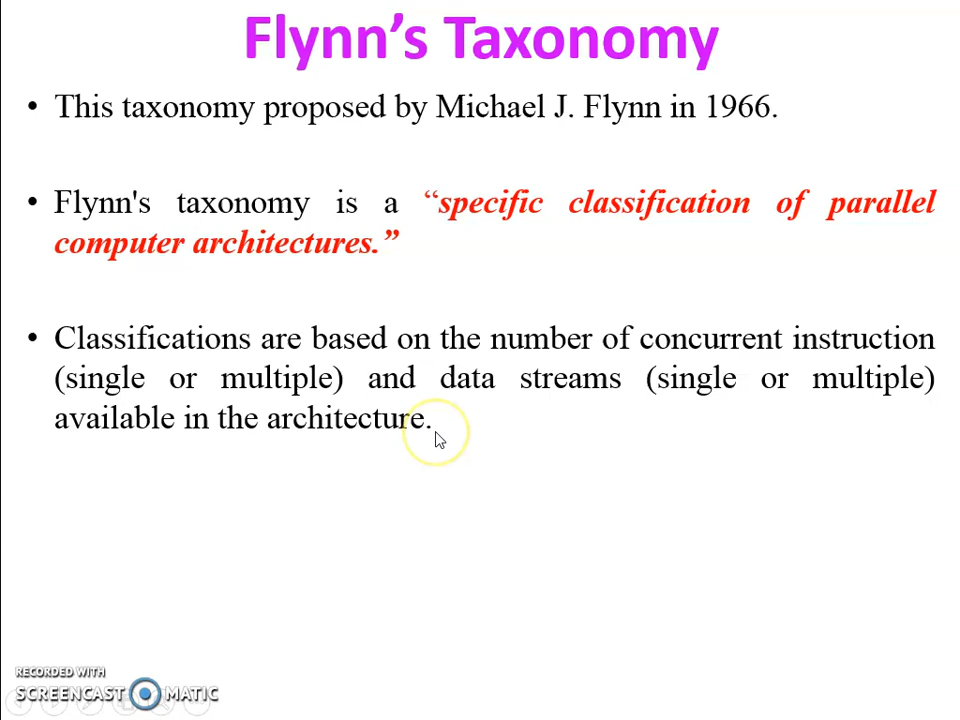 Flynn’s Taxonomy
• This taxonomy proposed by Michael J. Flynn in 1966.
• Flynn's taxonomy is a “specific classification of parallel
computer architectures.”
• Classifications are based on the number of concurrent instruction
(single or multiple) and data streams (single or multiple)
available in the architecture.
RECORDED WITH
SCREENCAST MATIC